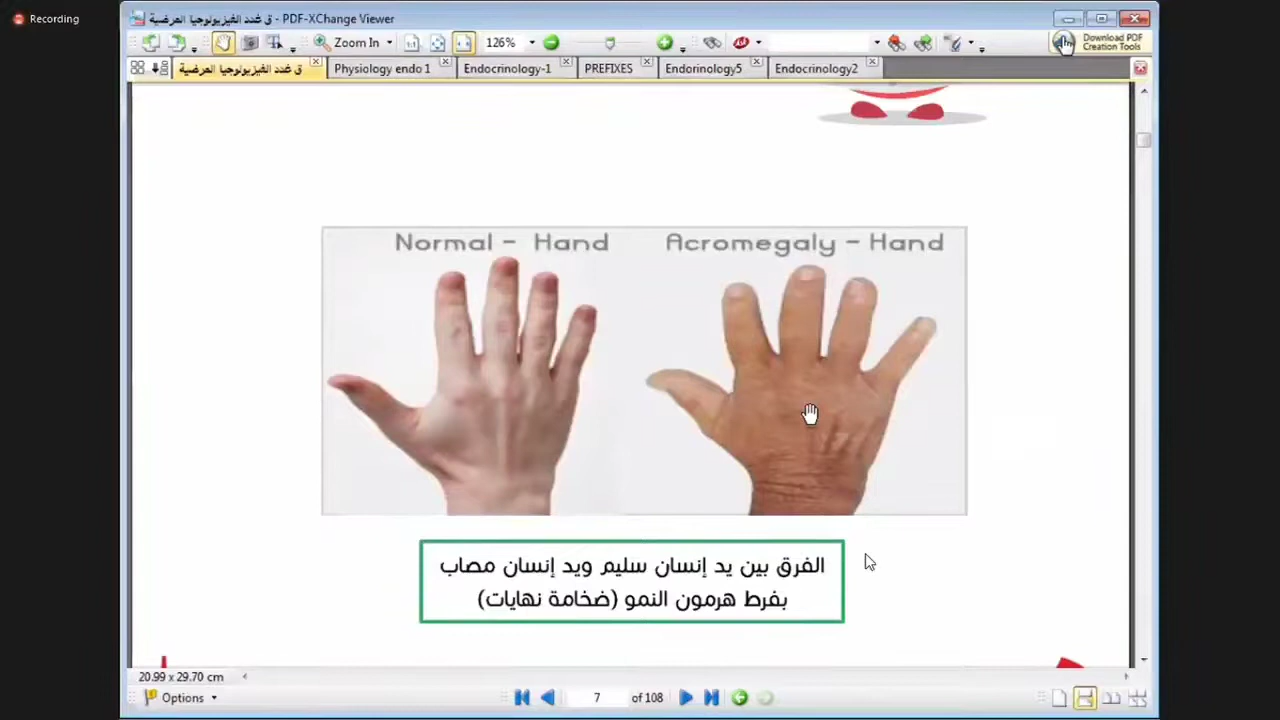 Recording
ق غدد الفيزيولوجيا المرضية - PDF-XChange Viewer
Zoom In
126%
Download PDF
Creation Tools
ق غدد الفيزيولوجيا المرضية
Physiology endo 1
Endocrinology-1
PREFIXES
Endorinology5
Endocrinology2
Normal - Hand
Acromegaly - Hand
الفرق بين يد إنسان سليم ويد إنسان مصاب
بفرط هرمون النمو (ضخامة نهايات)
20.99 x 29.70 cm
Options
7 of 108